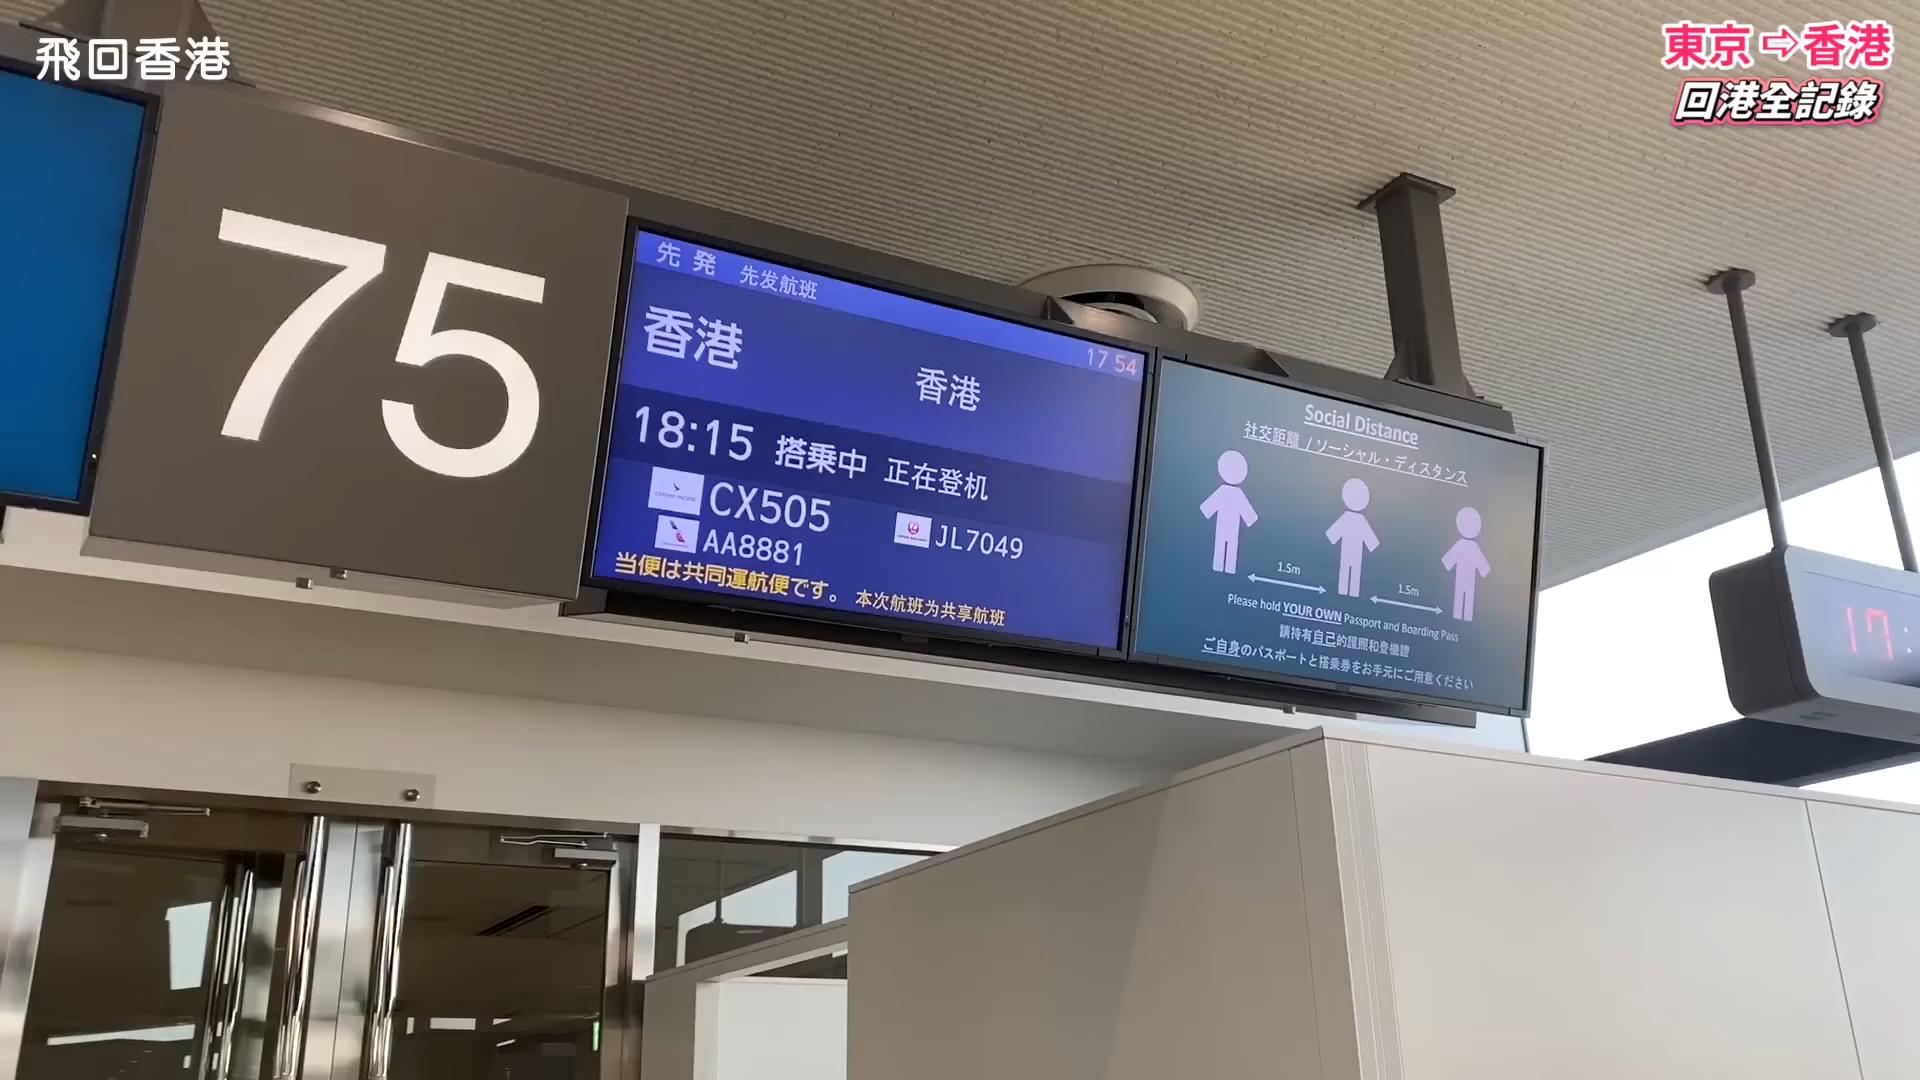 飛回香港
東京⇨香港
回港全記錄
75
先発 先发航班
17 54
香港
香港
18:15 搭乗中 正在登机
CX505
JL7049
AA8881
当便は共同運航便です。 本次航班为共享航班
Social Distance
社交距離 / ソーシャル・ディスタンス
1.5m
1.5m
Please hold YOUR OWN Passport and Boarding Pass
請持有自己的護照和登機證
ご自身のパスポートと搭乗券をお手元にご用意ください
17: